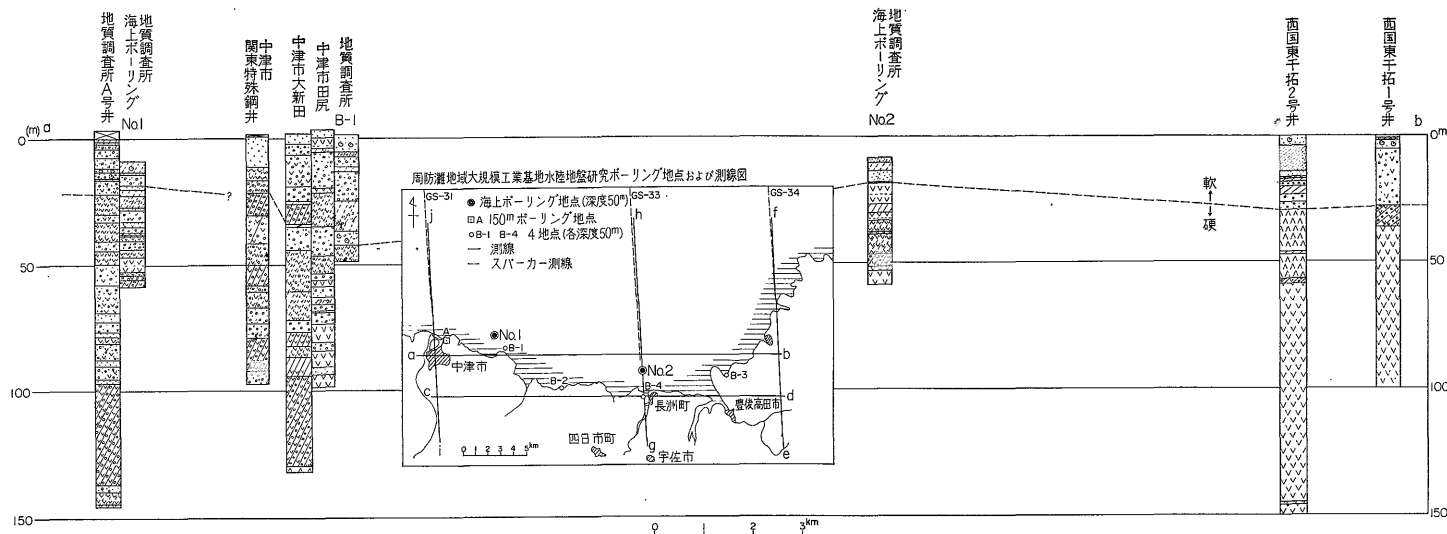 地質調査所A号井
地質調査所
海上ボーリング
No.1
中津市
関東特殊鋼井
中津市大新田
中津市田尻
地質調査所
B-1
地質調査所
海上ボーリング
No.2
西国東干拓2号井
西国東干拓1号井
(m) a
b
0
50
100
150
0m
50
100
150
?
軟
硬
周防灘地域大規模工業基地水陸地盤研究ボーリング地点および測線図
GS-31
GS-33
GS-34
4
j
h
f
海上ボーリング地点(深度50m)
A 150mボーリング地点
B-1 B-4 4地点(各深度50m)
測線
スパーカー測線
A
No.1
B-1
a
b
中津市
No.2
B-2
B-4
B-3
c
d
長洲町
豊後高田市
四日市町
宇佐市
i
g
e
0 1 2 3 4 5km
0 1 2 3km